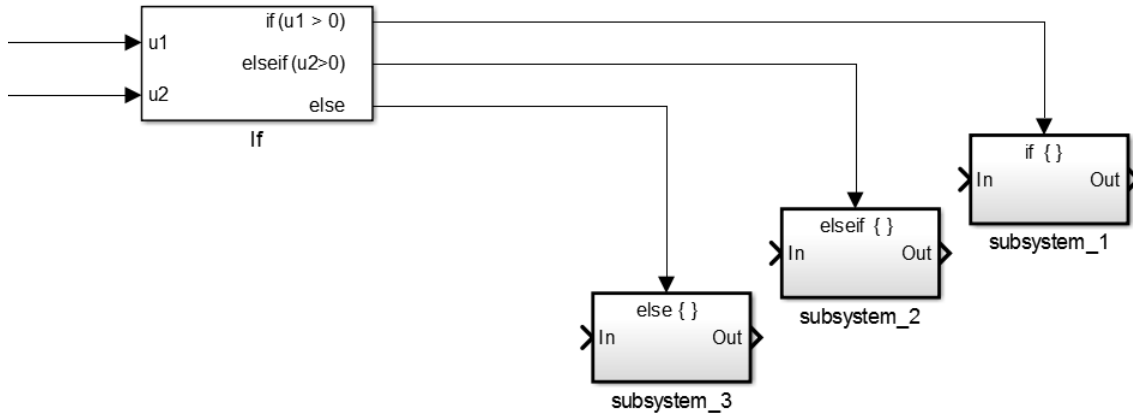 if(u1 > 0)
u1
elseif(u2>0)
u2
else
If
if { }
In
Out
subsystem_1
elseif { }
In
Out
subsystem_2
else { }
In
Out
subsystem_3